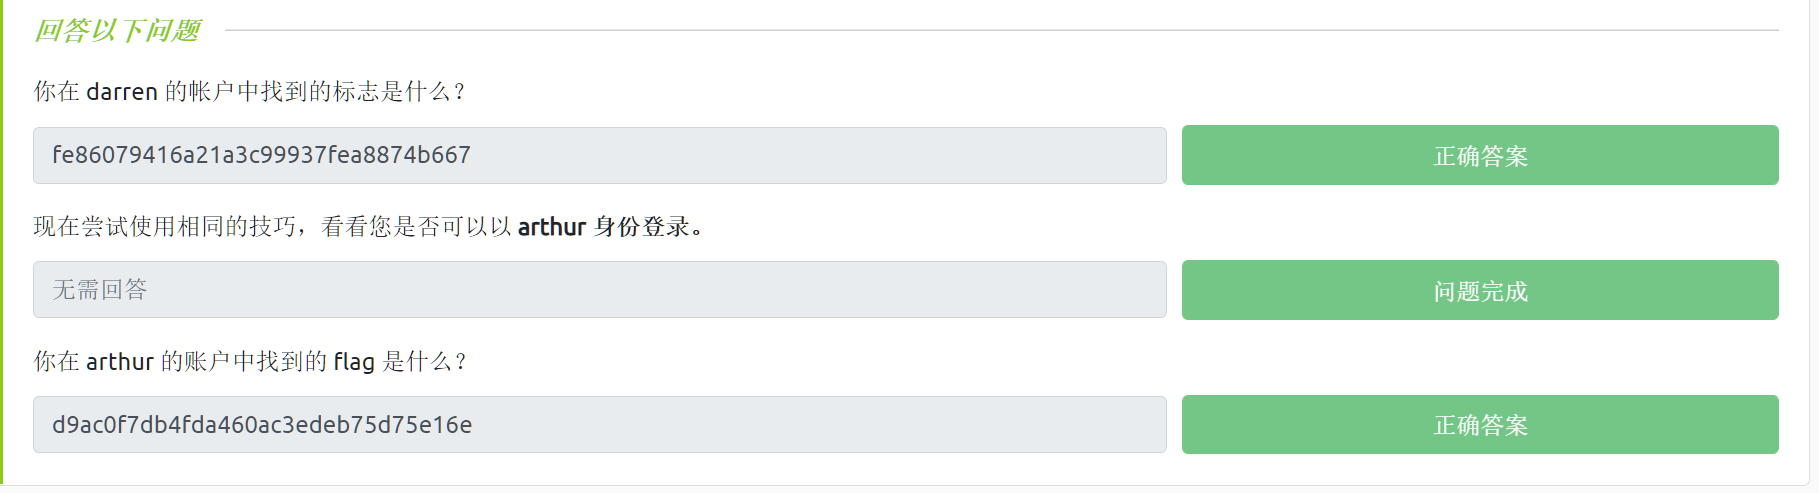 回答以下问题
你在 darren 的帐户中找到的标志是什么？
fe86079416a21a3c99937fea8874b667
正确答案
现在尝试使用相同的技巧，看看您是否可以以 arthur 身份登录。
无需回答
问题完成
你在 arthur 的账户中找到的 flag 是什么？
d9ac0f7db4fda460ac3edeb75d75e16e
正确答案